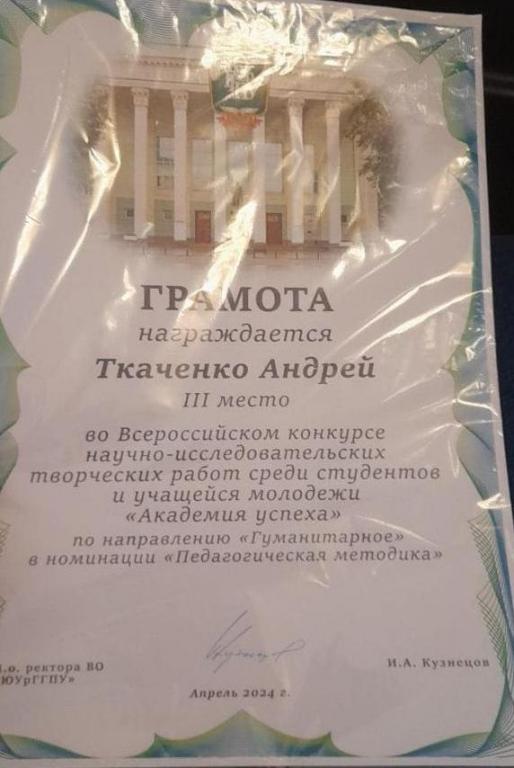 ГРАМОТА
награждается
Ткаченко Андрей
III место
во Всероссийском конкурсе
научно-исследовательских
творческих работ среди студентов
и учащейся молодежи
«Академия успеха»
по направлению «Гуманитарное»
в номинации «Педагогическая методика»
.о. ректора ВО
ЮУрГГПУ»
И.А. Кузнецов
Апрель 2024 г.